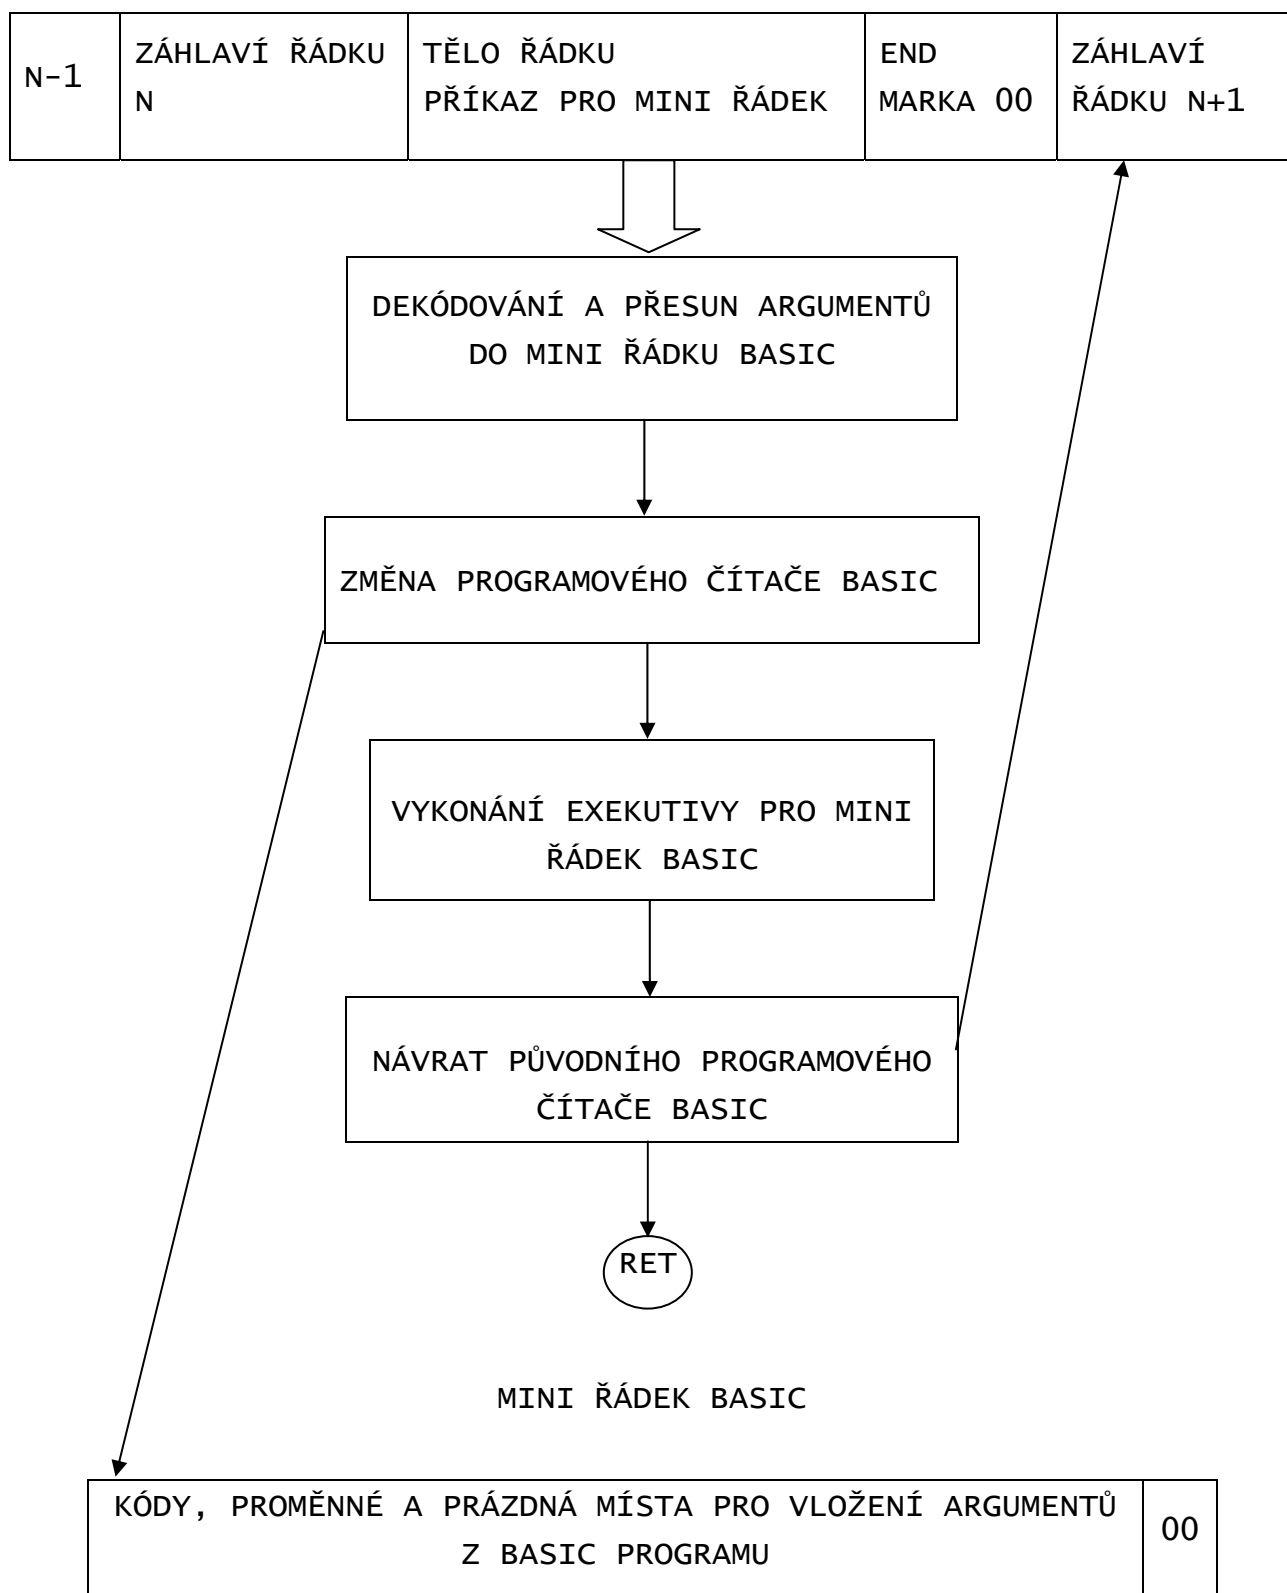 N-1
ZÁHLAVÍ ŘÁDKU
N
TĚLO ŘÁDKU
PŘÍKAZ PRO MINI ŘÁDEK
END
MARKA 00
ZÁHLAVÍ
ŘÁDKU N+1
DEKÓDOVÁNÍ A PŘESUN ARGUMENTŮ
DO MINI ŘÁDKU BASIC
ZMĚNA PROGRAMOVÉHO ČÍTAČE BASIC
VYKONÁNÍ EXEKUTIVY PRO MINI
ŘÁDEK BASIC
NÁVRAT PŮVODNÍHO PROGRAMOVÉHO
ČÍTAČE BASIC
RET
MINI ŘÁDEK BASIC
KÓDY, PROMĚNNÉ A PRÁZDNÁ MÍSTA PRO VLOŽENÍ ARGUMENTŮ
Z BASIC PROGRAMU
00